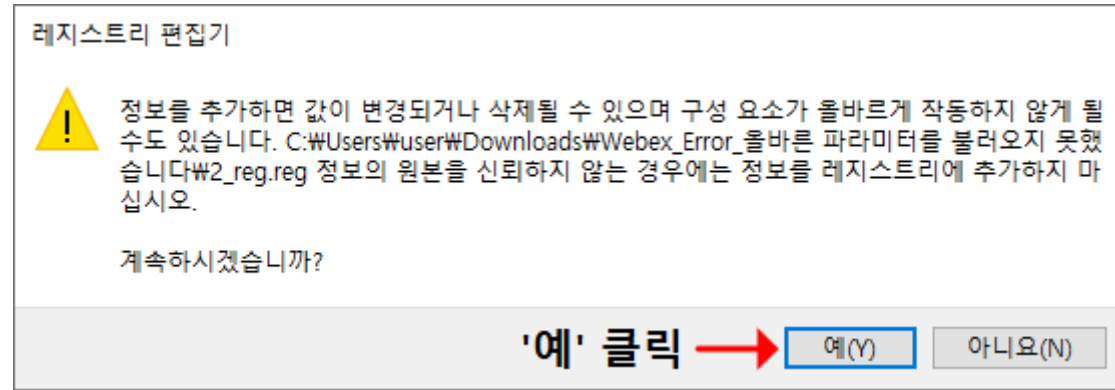 레지스트리 편집기
정보를 추가하면 값이 변경되거나 삭제될 수 있으며 구성 요소가 올바르게 작동하지 않게 될
수도 있습니다. C:₩Users₩user₩Downloads₩Webex_Error_올바른 파라미터를 불러오지 못했
습니다₩2_reg.reg 정보의 원본을 신뢰하지 않는 경우에는 정보를 레지스트리에 추가하지 마
십시오.
계속하시겠습니까?
'예' 클릭 예(Y) 아니요(N)